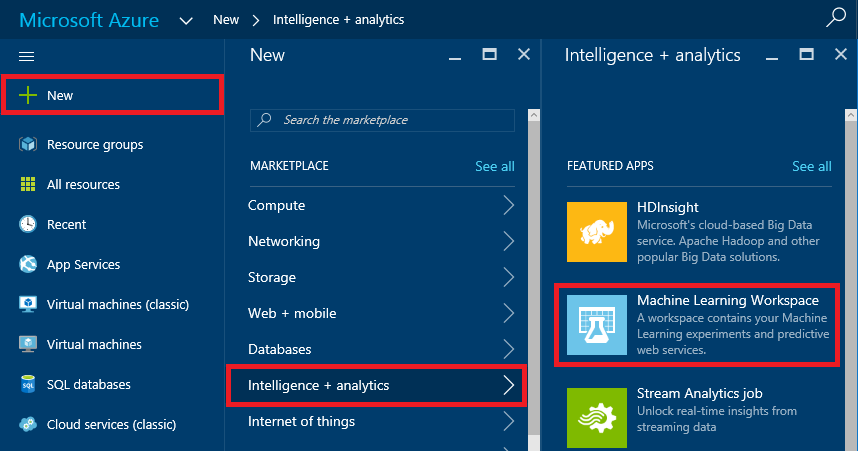 Microsoft Azure
New
Intelligence + analytics
New
Resource groups
All resources
Recent
App Services
Virtual machines (classic)
Virtual machines
SQL
SQL databases
Cloud services (classic)
New
Search the marketplace
MARKETPLACE
See all
Compute
Networking
Storage
Web + mobile
Databases
Intelligence + analytics
Internet of things
Intelligence + analytics
FEATURED APPS
See all
HDInsight
Microsoft's cloud-based Big Data
service. Apache Hadoop and other
popular Big Data solutions.
Machine Learning Workspace
A workspace contains your Machine
Learning experiments and predictive
web services.
Stream Analytics job
Unlock real-time insights from
streaming data